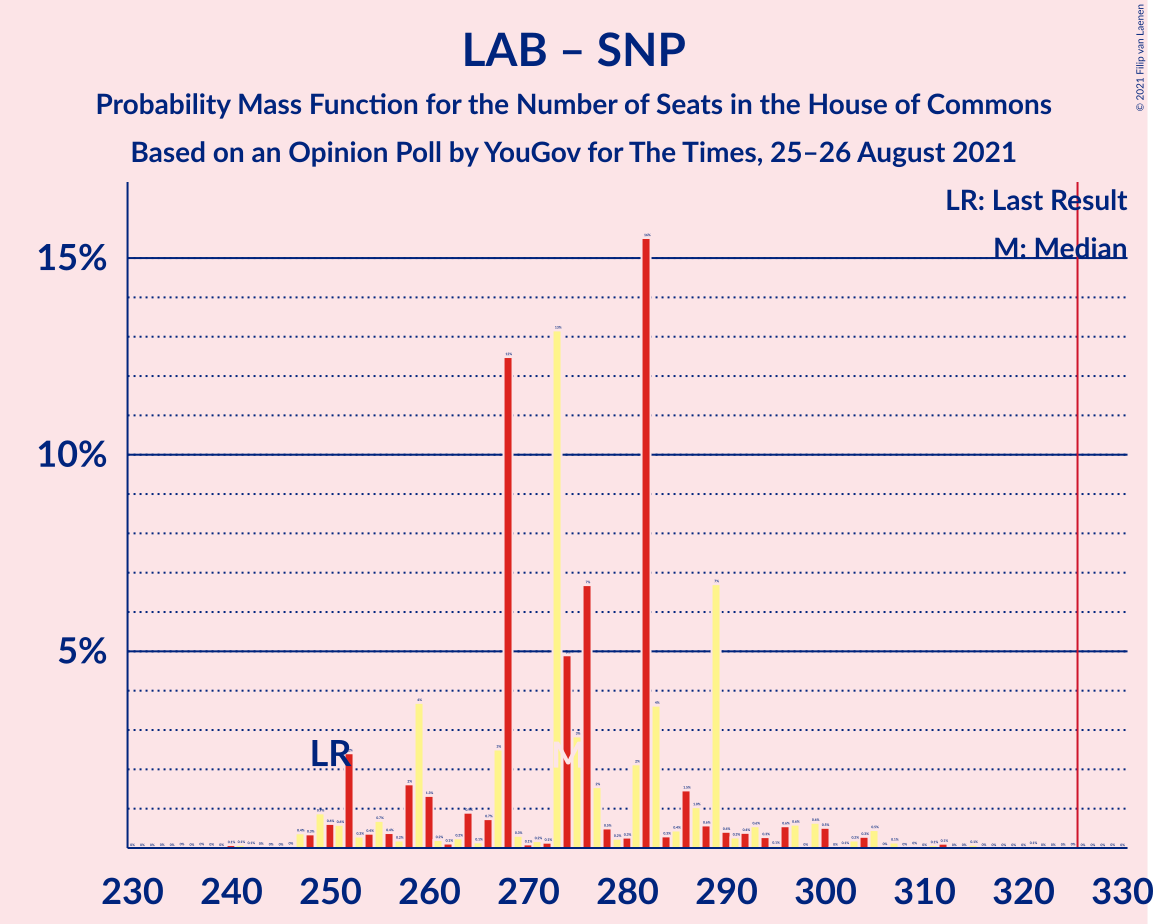 LAB – SNP
Probability Mass Function for the Number of Seats in the House of Commons
Based on an Opinion Poll by YouGov for The Times, 25–26 August 2021
© 2021 Filip van Laenen
LR: Last Result
M: Median
15%
10%
5%
LR
M
230 240 250 260 270 280 290 300 310 320 330